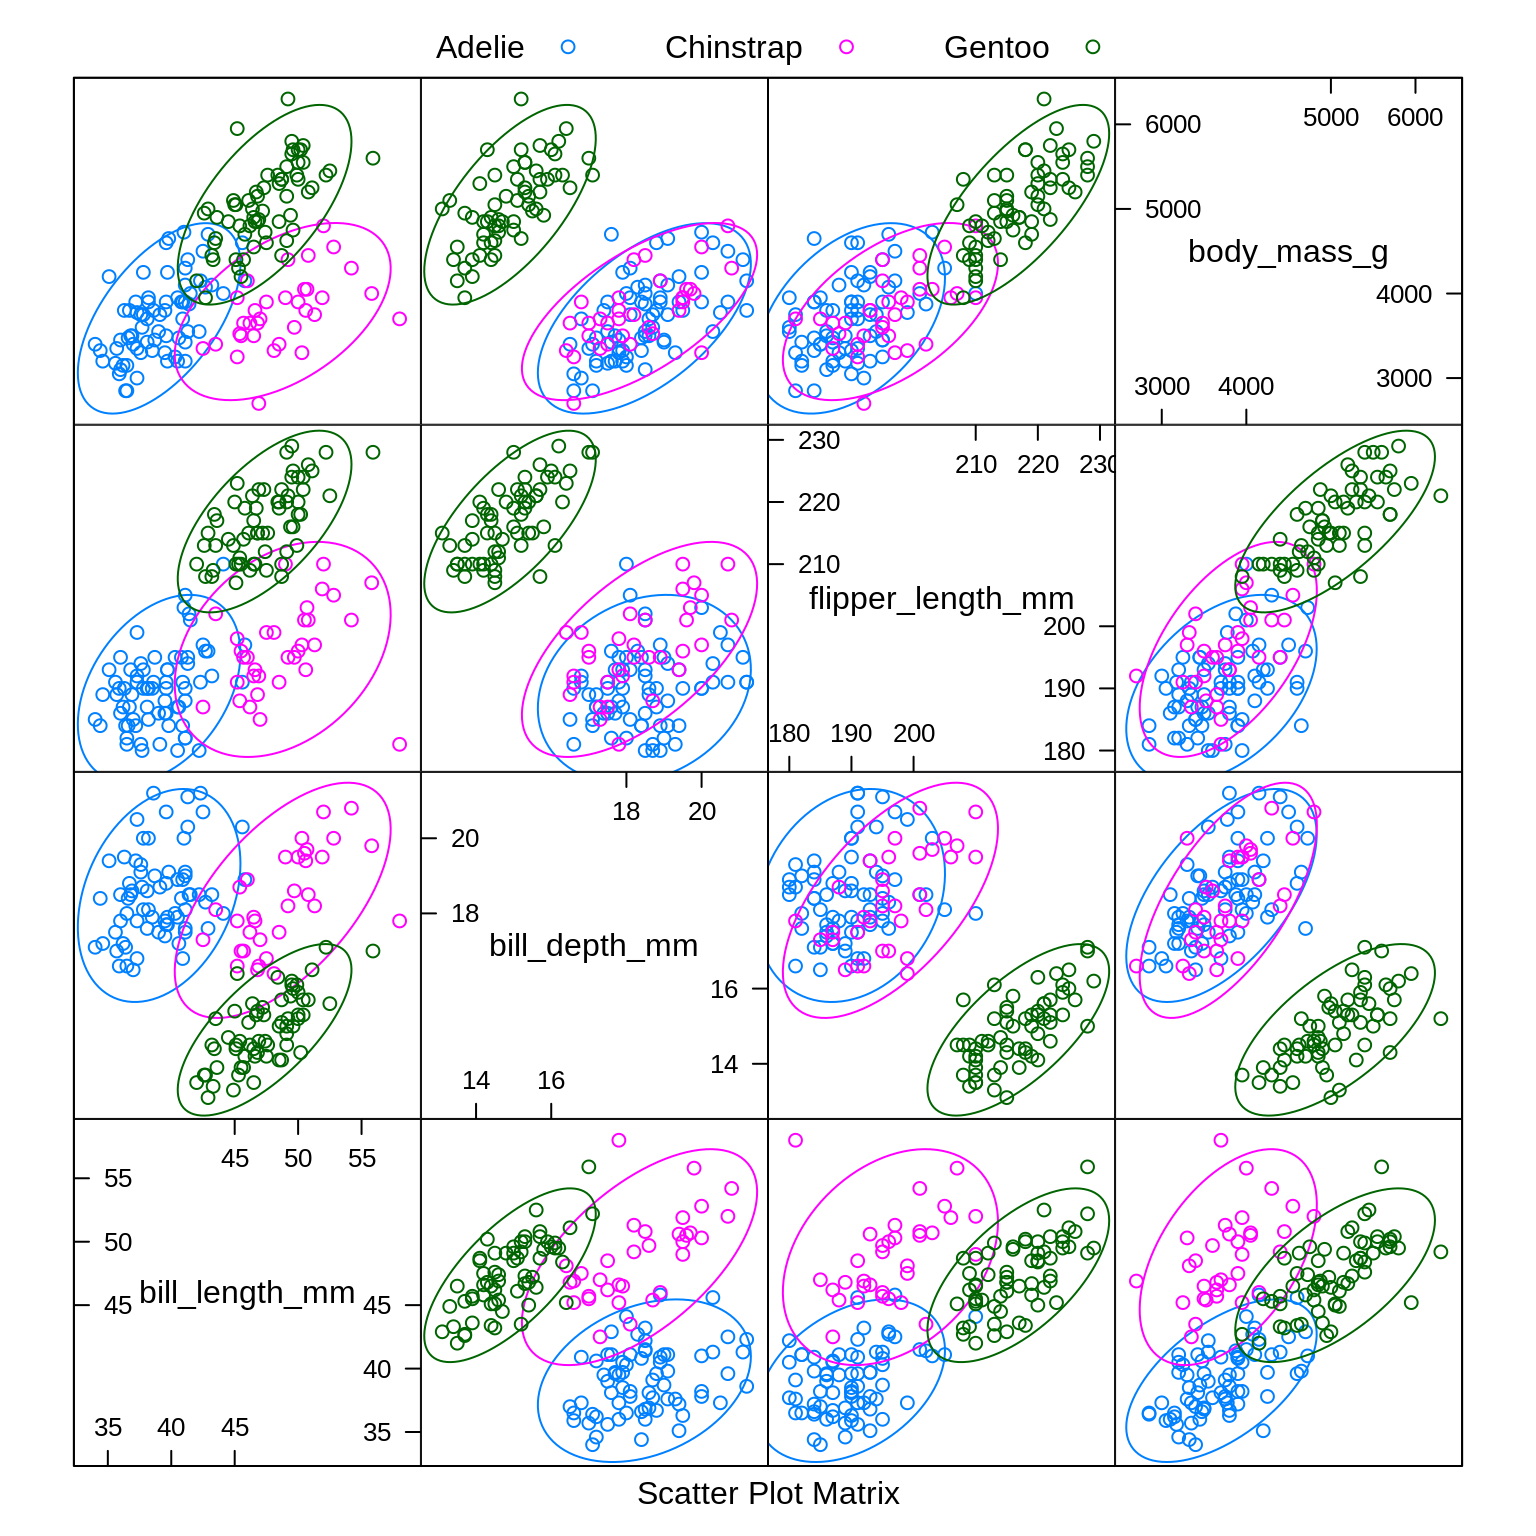 Adelie Chinstrap Gentoo
5000 6000
6000
5000
body_mass_g
4000
3000
3000 4000
230
210 220 230
220
210
flipper_length_mm
200
190
180 190 200
180
18 20
20
18
bill_depth_mm
16
14 16
14
45 50 55
55
50
bill_length_mm
45 45
40
35 40 45
35
Scatter Plot Matrix